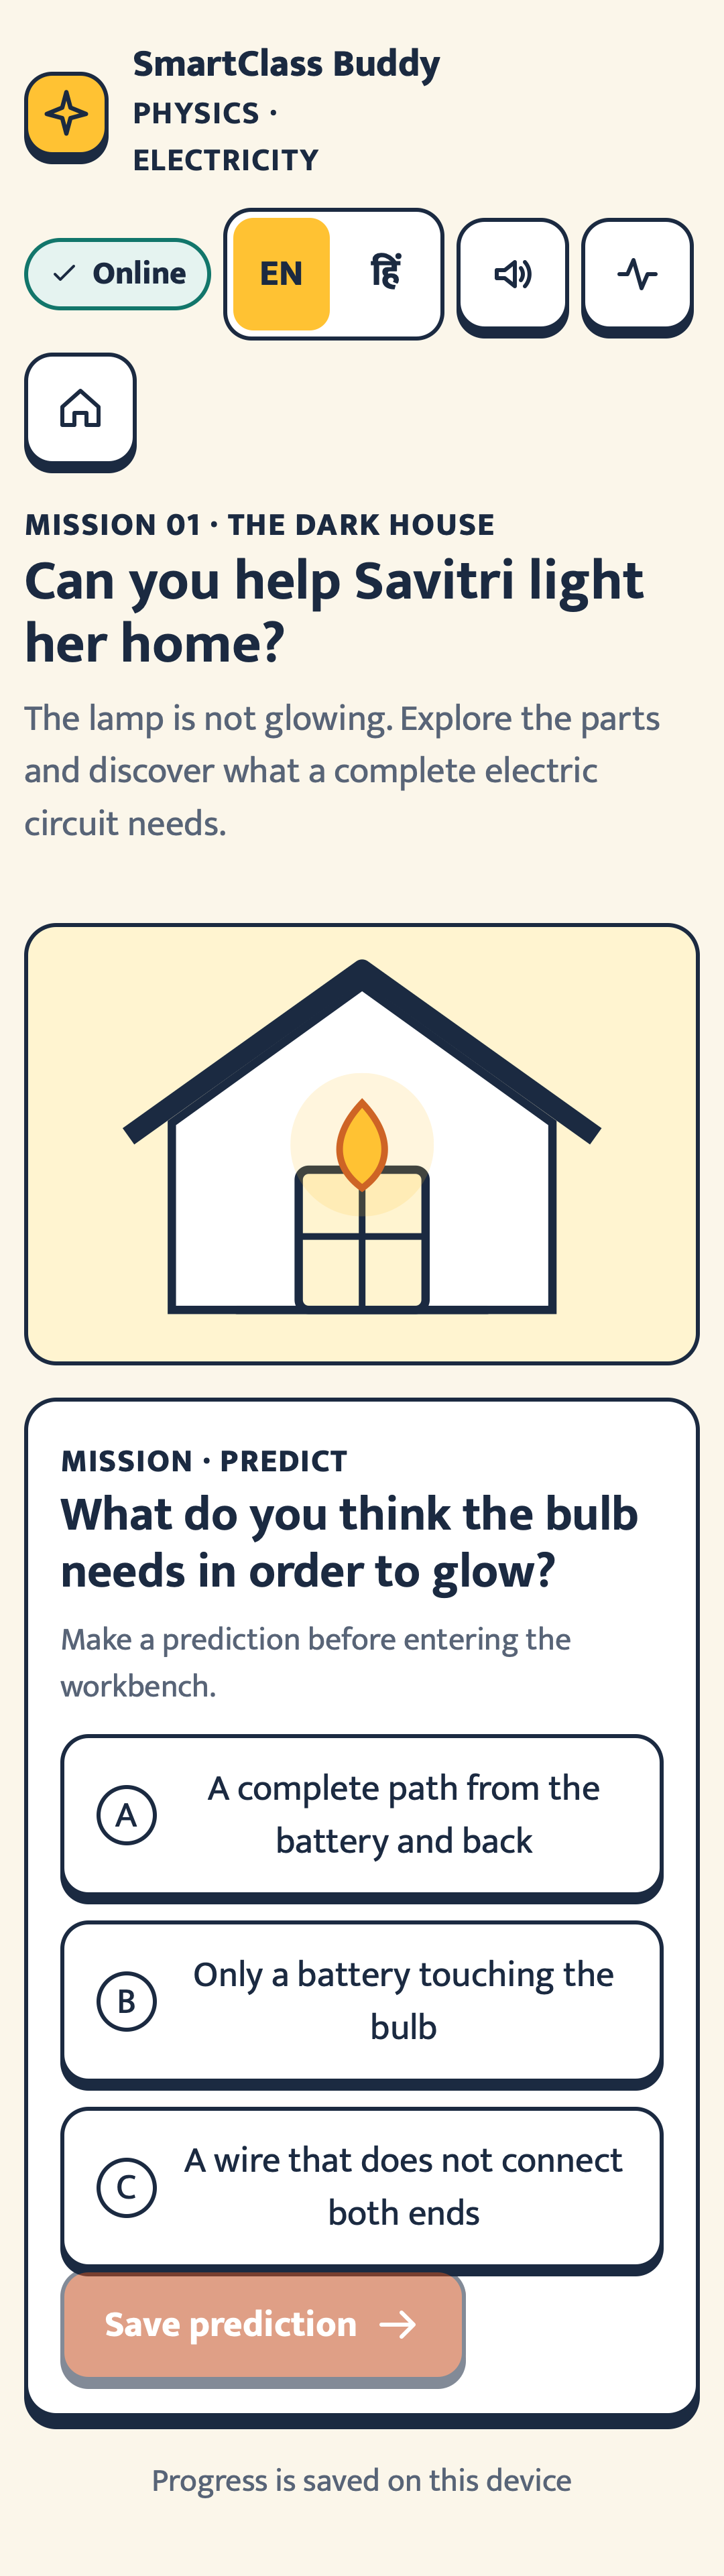 SmartClass Buddy
PHYSICS ·
ELECTRICITY
Online
EN
हिं
MISSION 01 · THE DARK HOUSE
Can you help Savitri light
her home?
The lamp is not glowing. Explore the parts
and discover what a complete electric
circuit needs.
MISSION · PREDICT
What do you think the bulb
needs in order to glow?
Make a prediction before entering the
workbench.
A
A complete path from the
battery and back
B
Only a battery touching the
bulb
C
A wire that does not connect
both ends
Save prediction
Progress is saved on this device